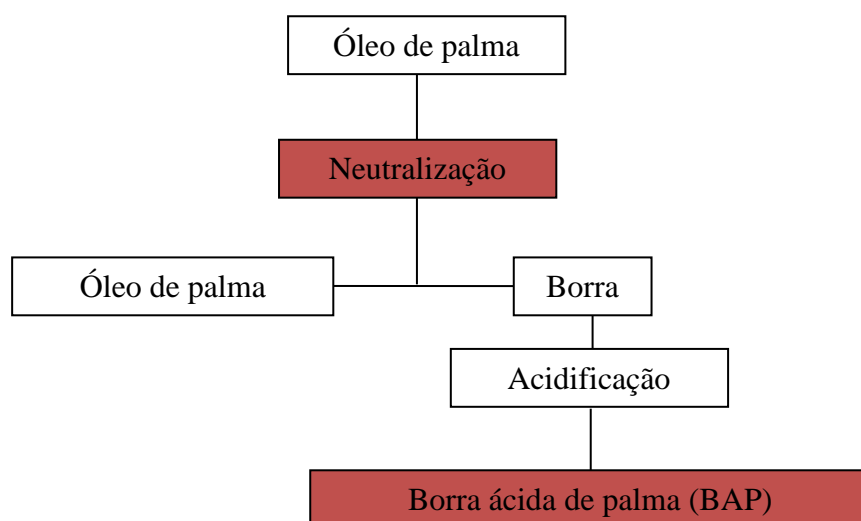 Óleo de palma
Neutralização
Óleo de palma
Borra
Acidificação
Borra ácida de palma (BAP)